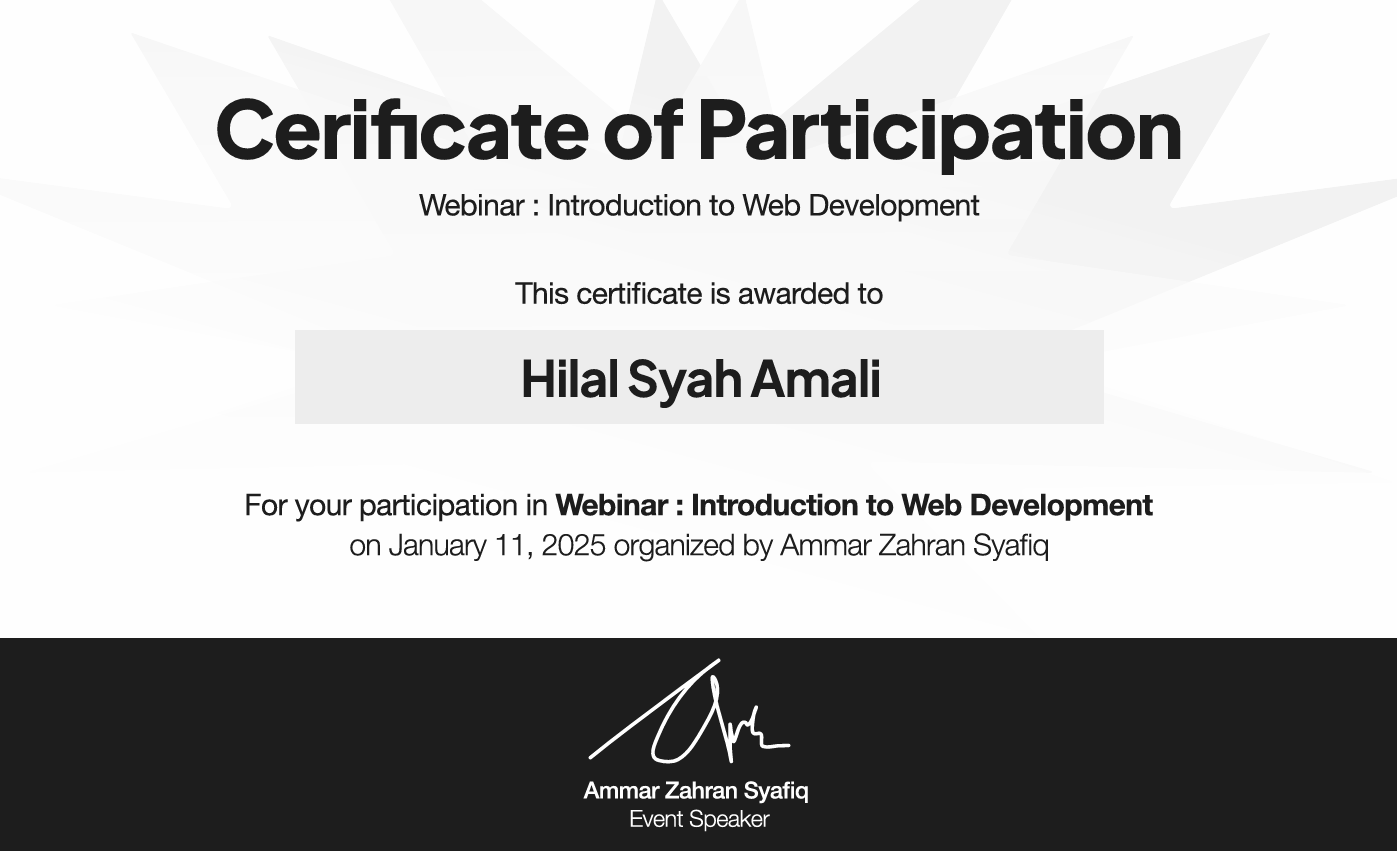 Cerificate of Participation
Webinar : Introduction to Web Development
This certificate is awarded to
Hilal Syah Amali
For your participation in Webinar : Introduction to Web Development
on January 11, 2025 organized by Ammar Zahran Syafiq
Ammar Zahran Syafiq
Event Speaker